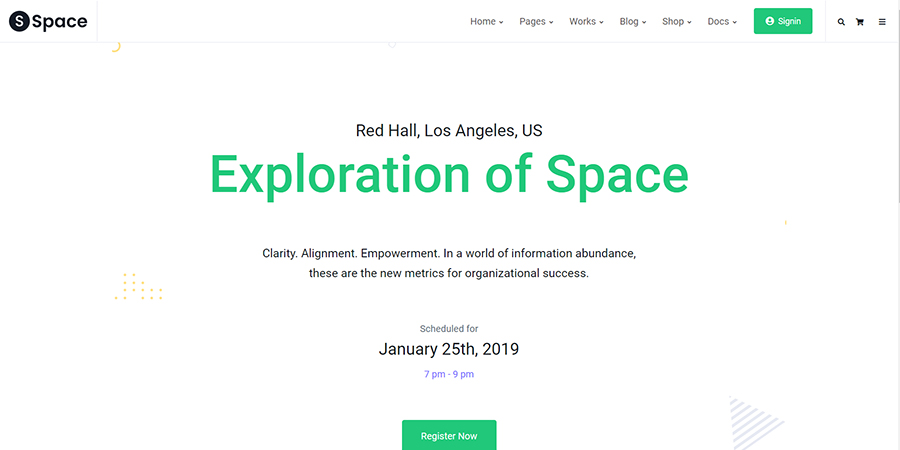 S Space
Home Pages Works Blog Shop Docs Signin
Red Hall, Los Angeles, US
Exploration of Space
Clarity. Alignment. Empowerment. In a world of information abundance,
these are the new metrics for organizational success.
Scheduled for
January 25th, 2019
7 pm - 9 pm
Register Now